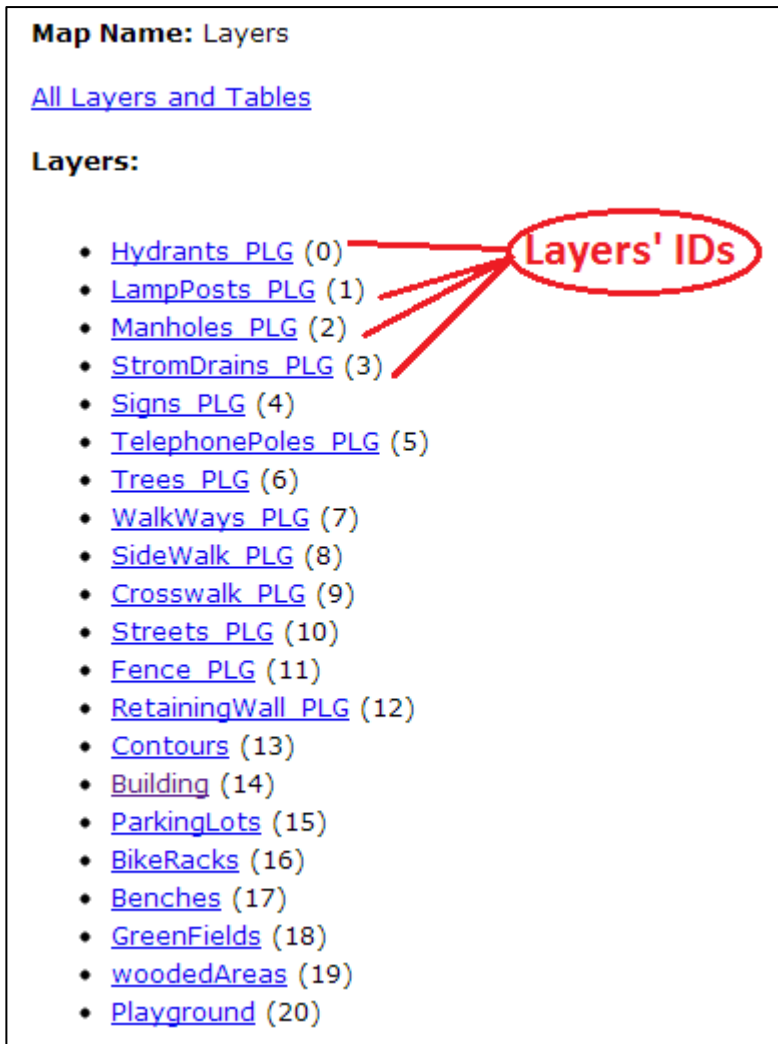 Map Name: Layers
All Layers and Tables
Layers:
• Hydrants_PLG (0)
Layers' IDs
• LampPosts_PLG (1)
• Manholes_PLG (2)
• StromDrains_PLG (3)
• Signs_PLG (4)
• TelephonePoles_PLG (5)
• Trees_PLG (6)
• WalkWays_PLG (7)
• SideWalk_PLG (8)
• Crosswalk_PLG (9)
• Streets_PLG (10)
• Fence_PLG (11)
• RetainingWall_PLG (12)
• Contours (13)
• Building (14)
• ParkingLots (15)
• BikeRacks (16)
• Benches (17)
• GreenFields (18)
• woodedAreas (19)
• Playground (20)